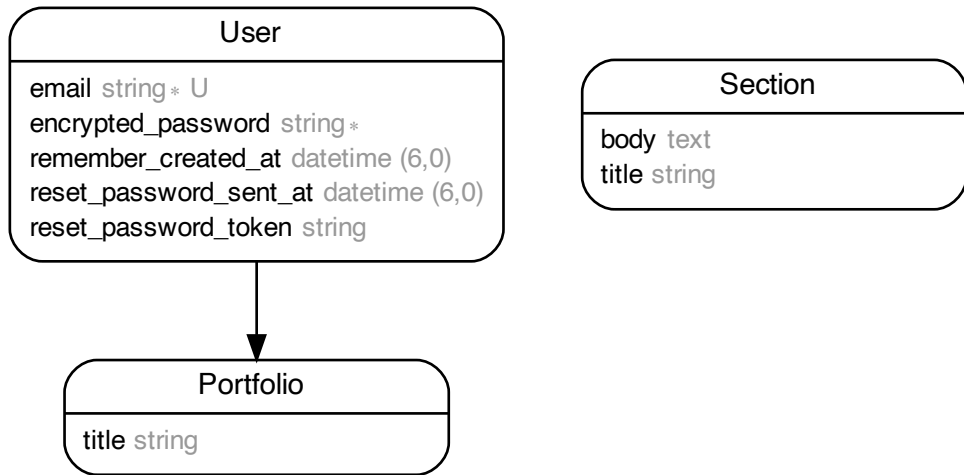 User
email string* U
encrypted_password string*
remember_created_at datetime (6,0)
reset_password_sent_at datetime (6,0)
reset_password_token string
Section
body text
title string
Portfolio
title string